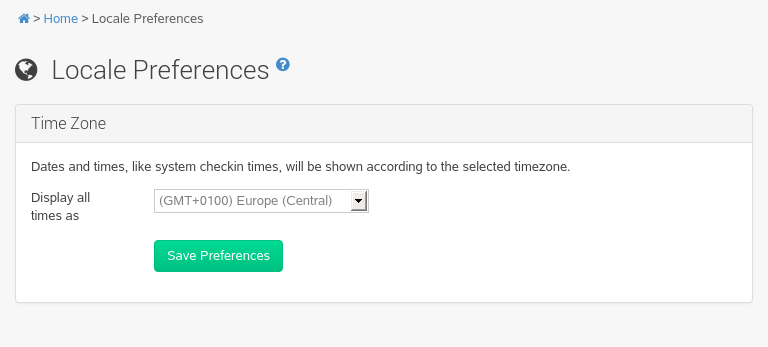 > Home > Locale Preferences
Locale Preferences ?
Time Zone
Dates and times, like system checkin times, will be shown according to the selected timezone.
Display all
times as
(GMT+0100) Europe (Central)
Save Preferences